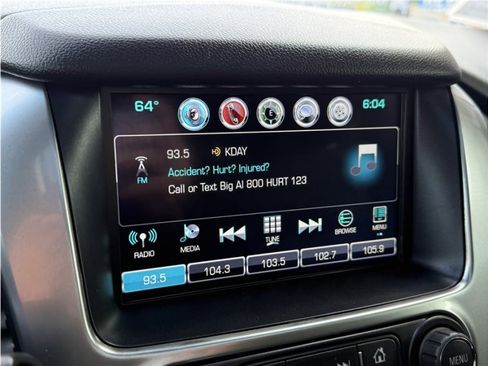 64° 6:04
93.5 KDAY
FM
Accident? Hurt? Injured?
Call or Text Big Al 800 HURT 123
RADIO MEDIA TUNE BROWSE MENU
93.5 104.3 103.5 102.7 105.9
MENU